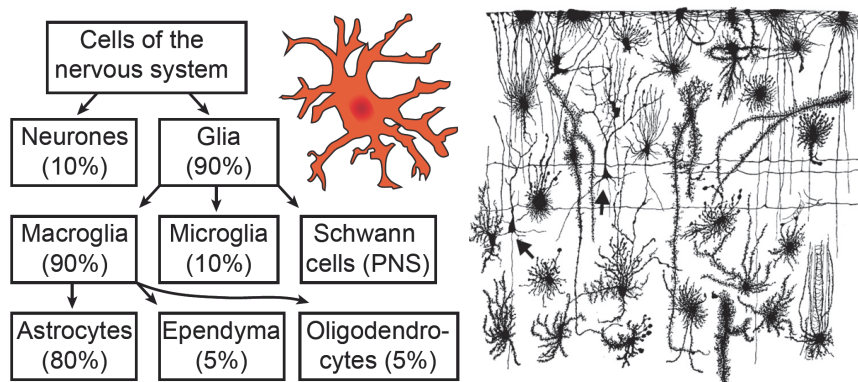 Cells of the
nervous system
Neurones
(10%)
Glia
(90%)
Macroglia
(90%)
Microglia
(10%)
Schwann
cells (PNS)
Astrocytes
(80%)
Ependyma
(5%)
Oligodendro-
cytes (5%)